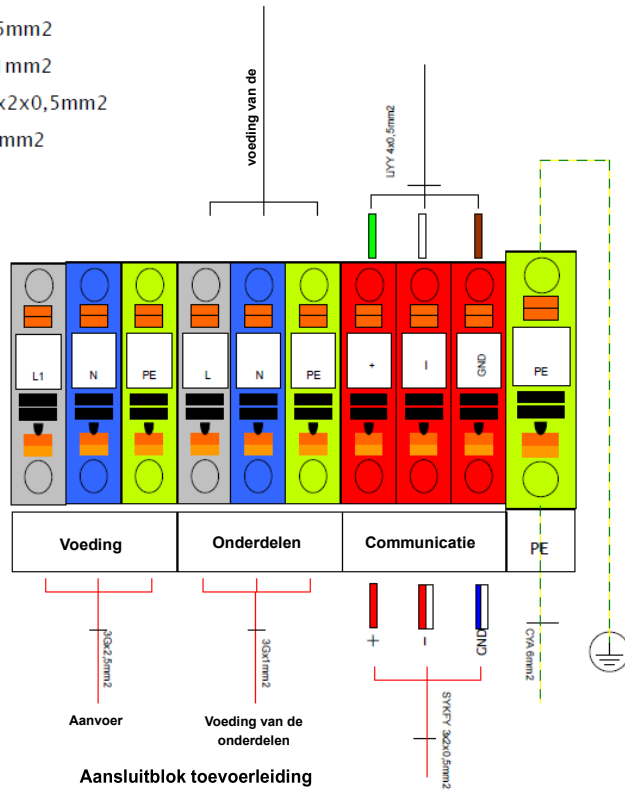 5mm2
mm2
x2x0,5mm2
mm2
voeding van de
LIYY 4x0,5mm2
L1
N
PE
L
N
PE
+
I
GND
PE
Voeding
Onderdelen
Communicatie
PE
+
–
GND
3Gx2,5mm2
3Gx1mm2
CYA 6mm2
SYKFY 3x2x0,5mm2
Aanvoer
Voeding van de
onderdelen
Aansluitblok toevoerleiding